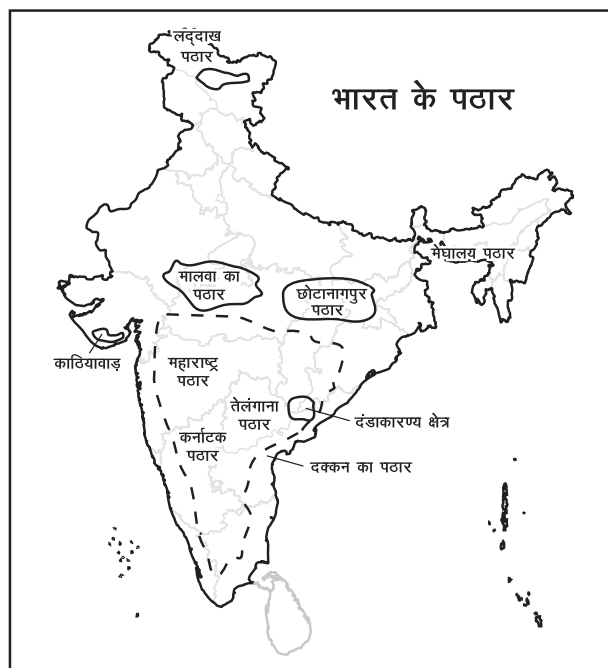 लद्दाख
पठार
भारत के पठार
मेघालय पठार
मालवा का
पठार
छोटानागपुर
पठार
काठियावाड़
महाराष्ट्र
पठार
तेलंगाना
पठार
दंडाकारण्य क्षेत्र
कर्नाटक
पठार
दक्कन का पठार